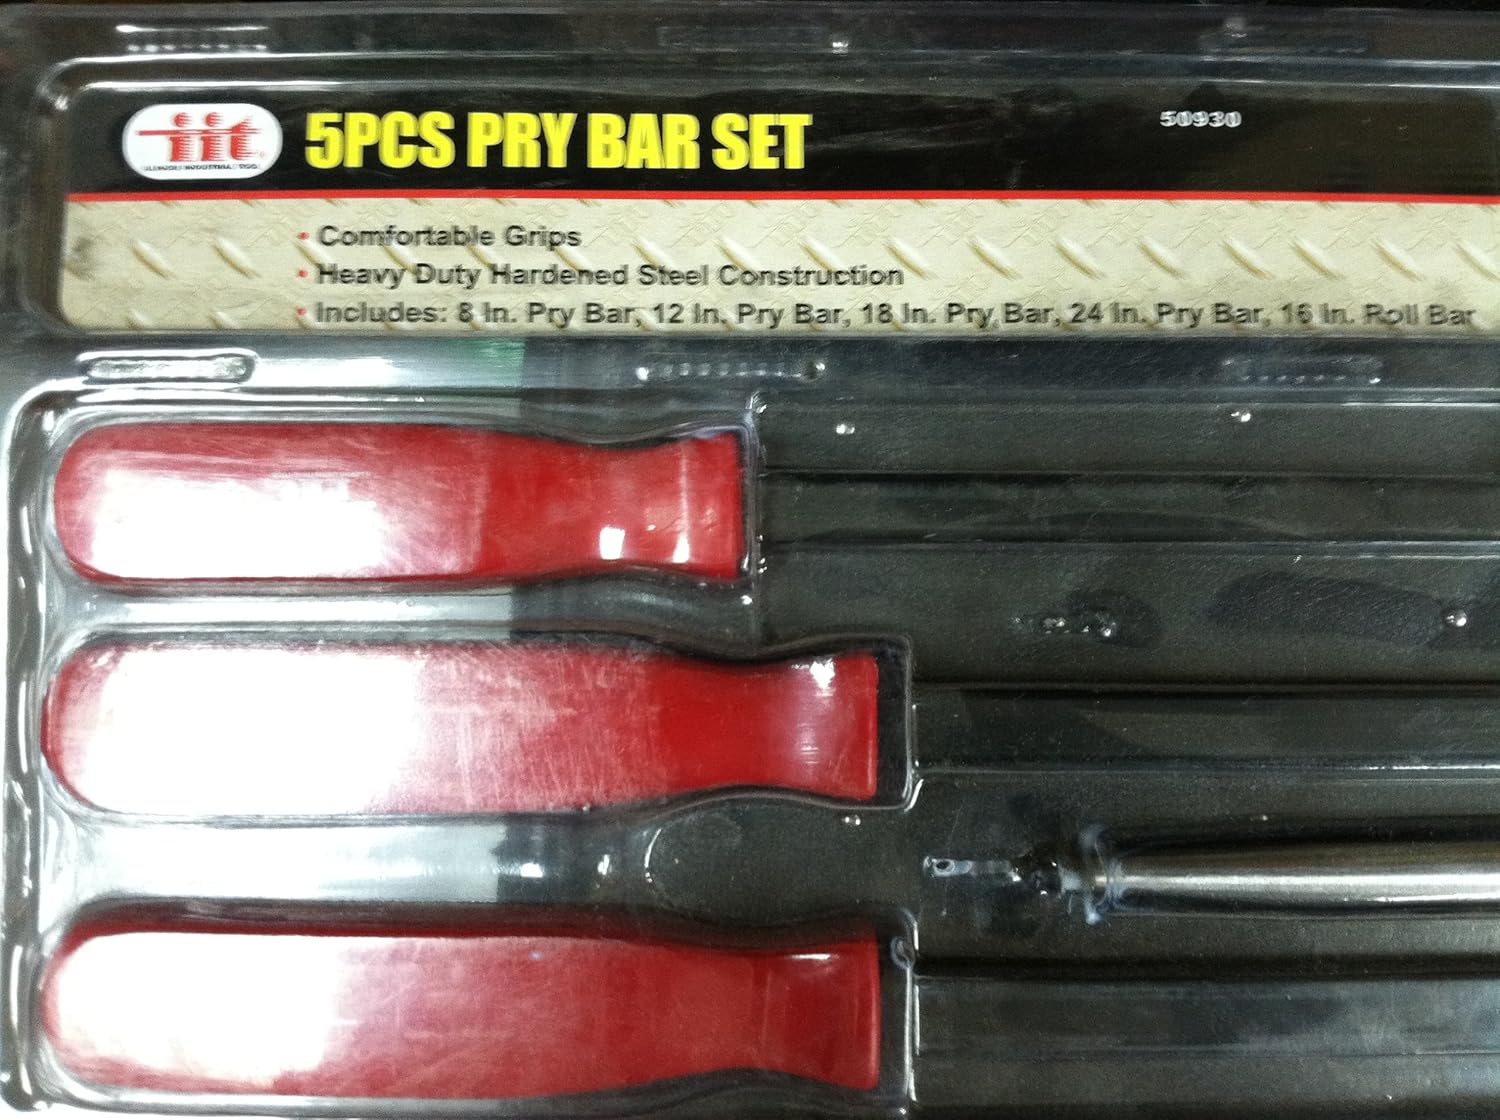 iit
5PCS PRY BAR SET
50930
• Comfortable Grips
• Heavy Duty Hardened Steel Construction
• Includes: 8 In. Pry Bar, 12 In. Pry Bar, 18 In. Pry Bar, 24 In. Pry Bar, 16 In. Roll Bar